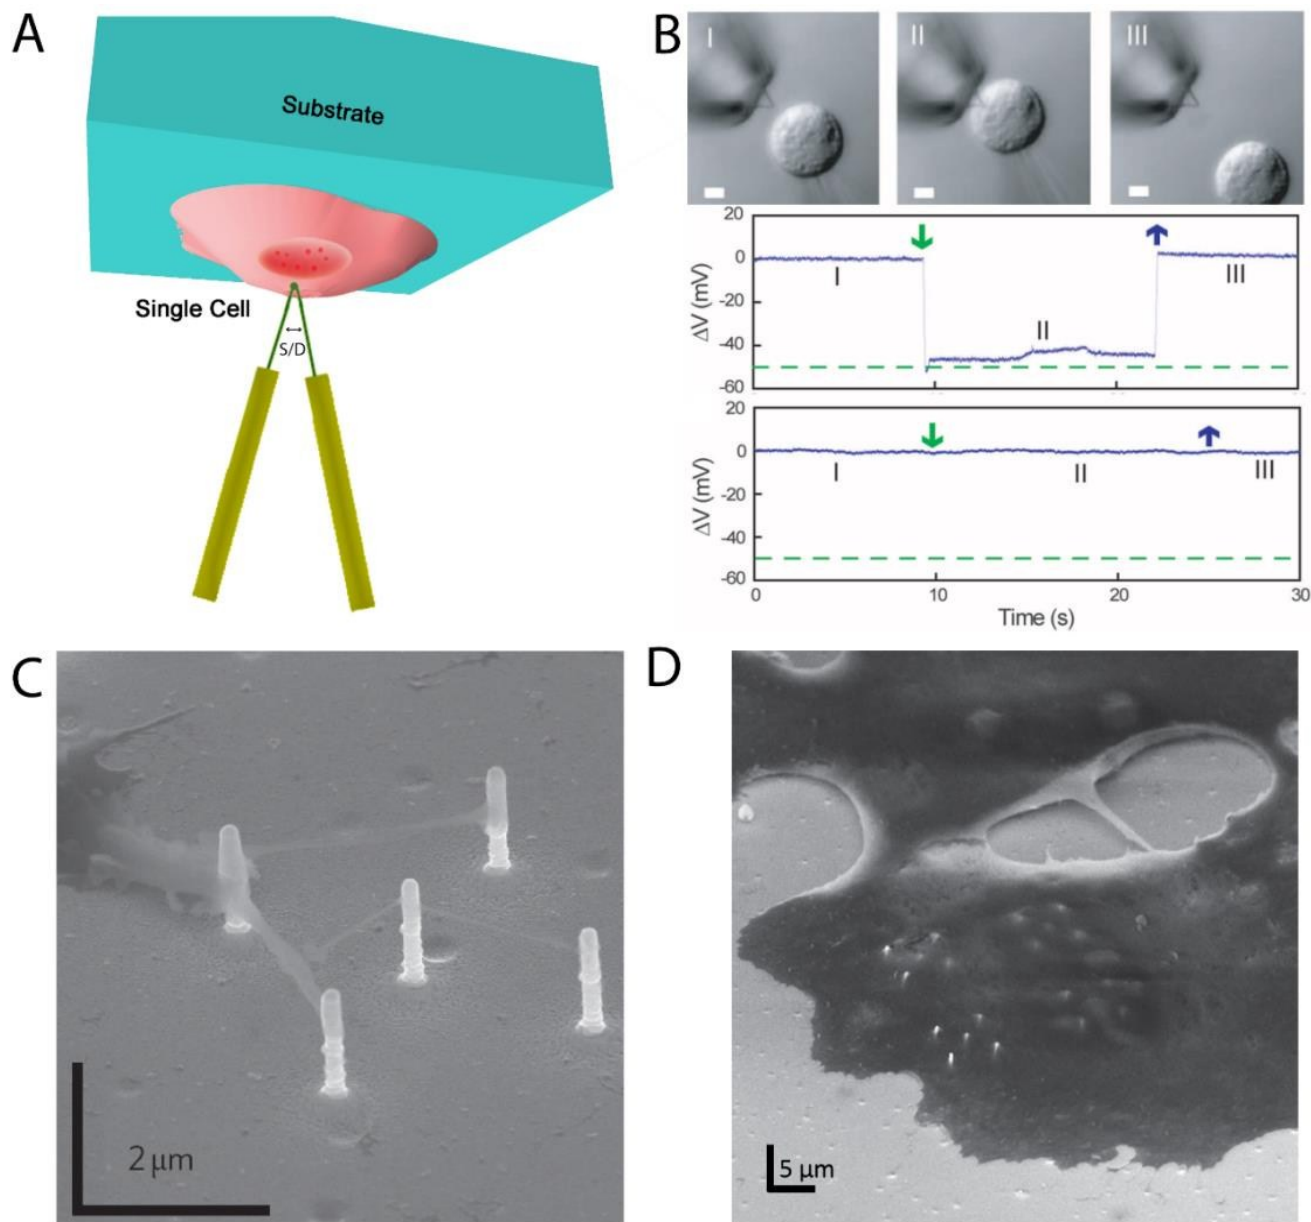 A
Substrate
Single Cell
S/D
B
I
II
III
20
0
-20
-40
-60
ΔV (mV)
I
II
III
20
0
-20
-40
-60
ΔV (mV)
I
II
III
0
10
20
30
Time (s)
C
2 μm
D
5 μm